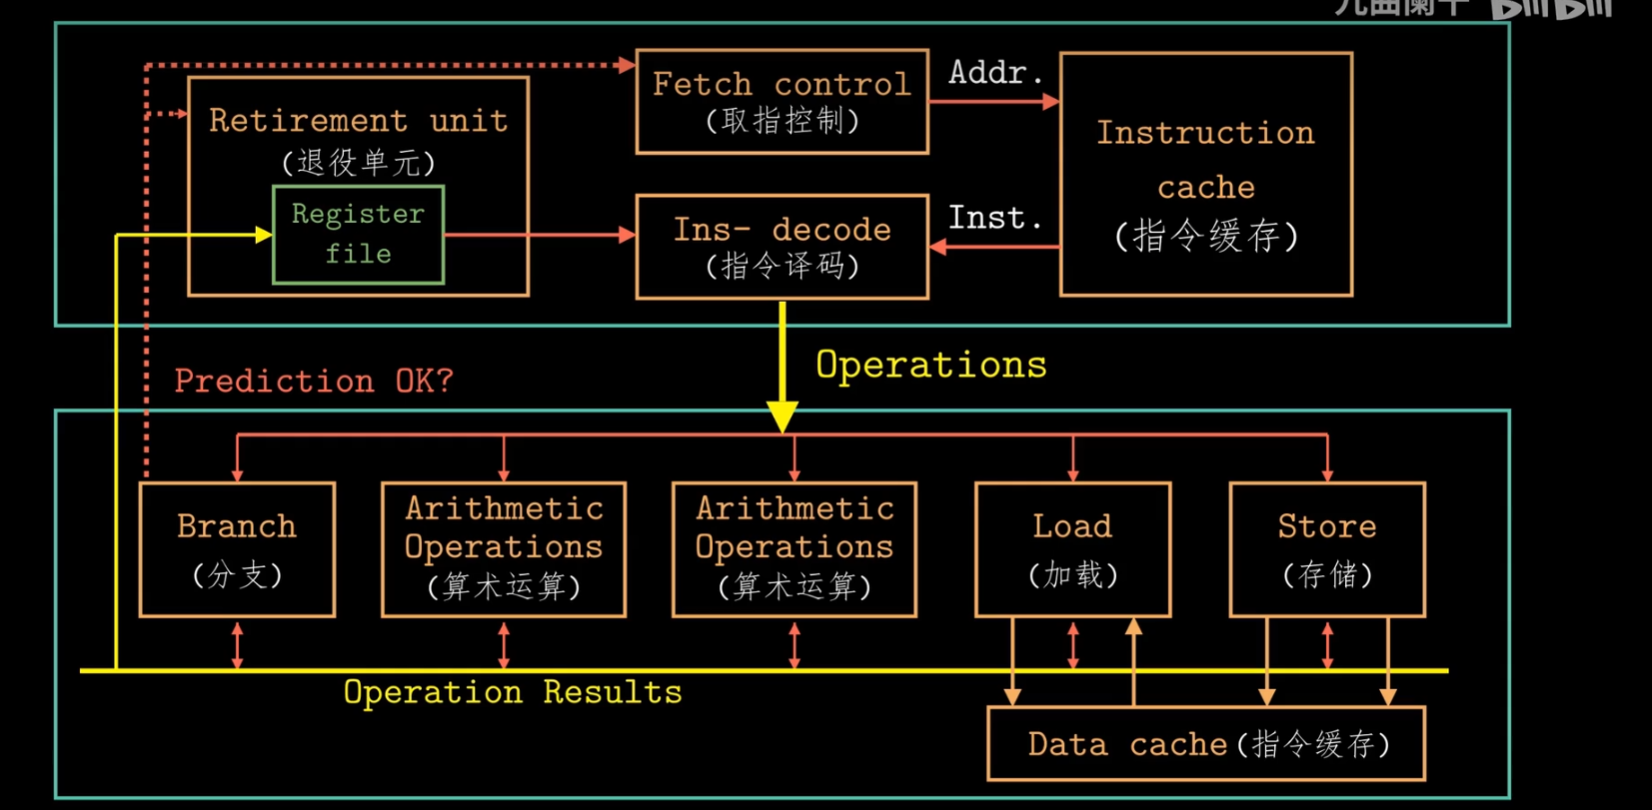 Fetch control
(取指控制)
Addr.
Retirement unit
(退役单元)
Register
file
Ins- decode
(指令译码)
Inst.
Instruction
cache
(指令缓存)
Prediction OK?
Operations
Branch
(分支)
Arithmetic
Operations
(算术运算)
Arithmetic
Operations
(算术运算)
Load
(加载)
Store
(存储)
Operation Results
Data cache(指令缓存)